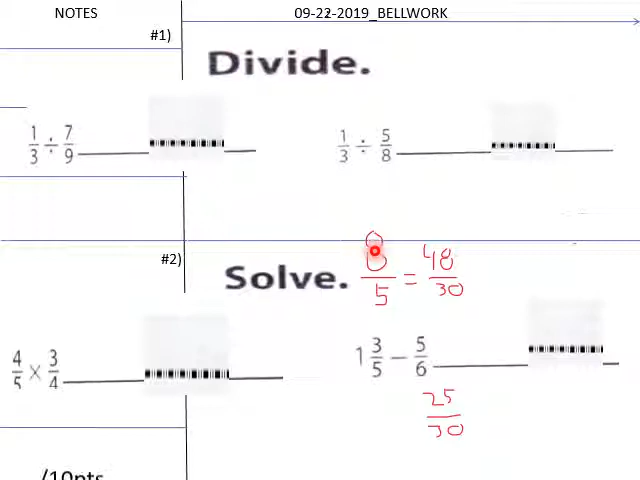 NOTES 09-22-2019_BELLWORK
#1)
Divide.
1/3 ÷ 7/9 1/3 ÷ 5/8
#2)
Solve. 8/5 = 48/30
4/5 × 3/4 1 3/5 − 5/6
25/30
/10pts